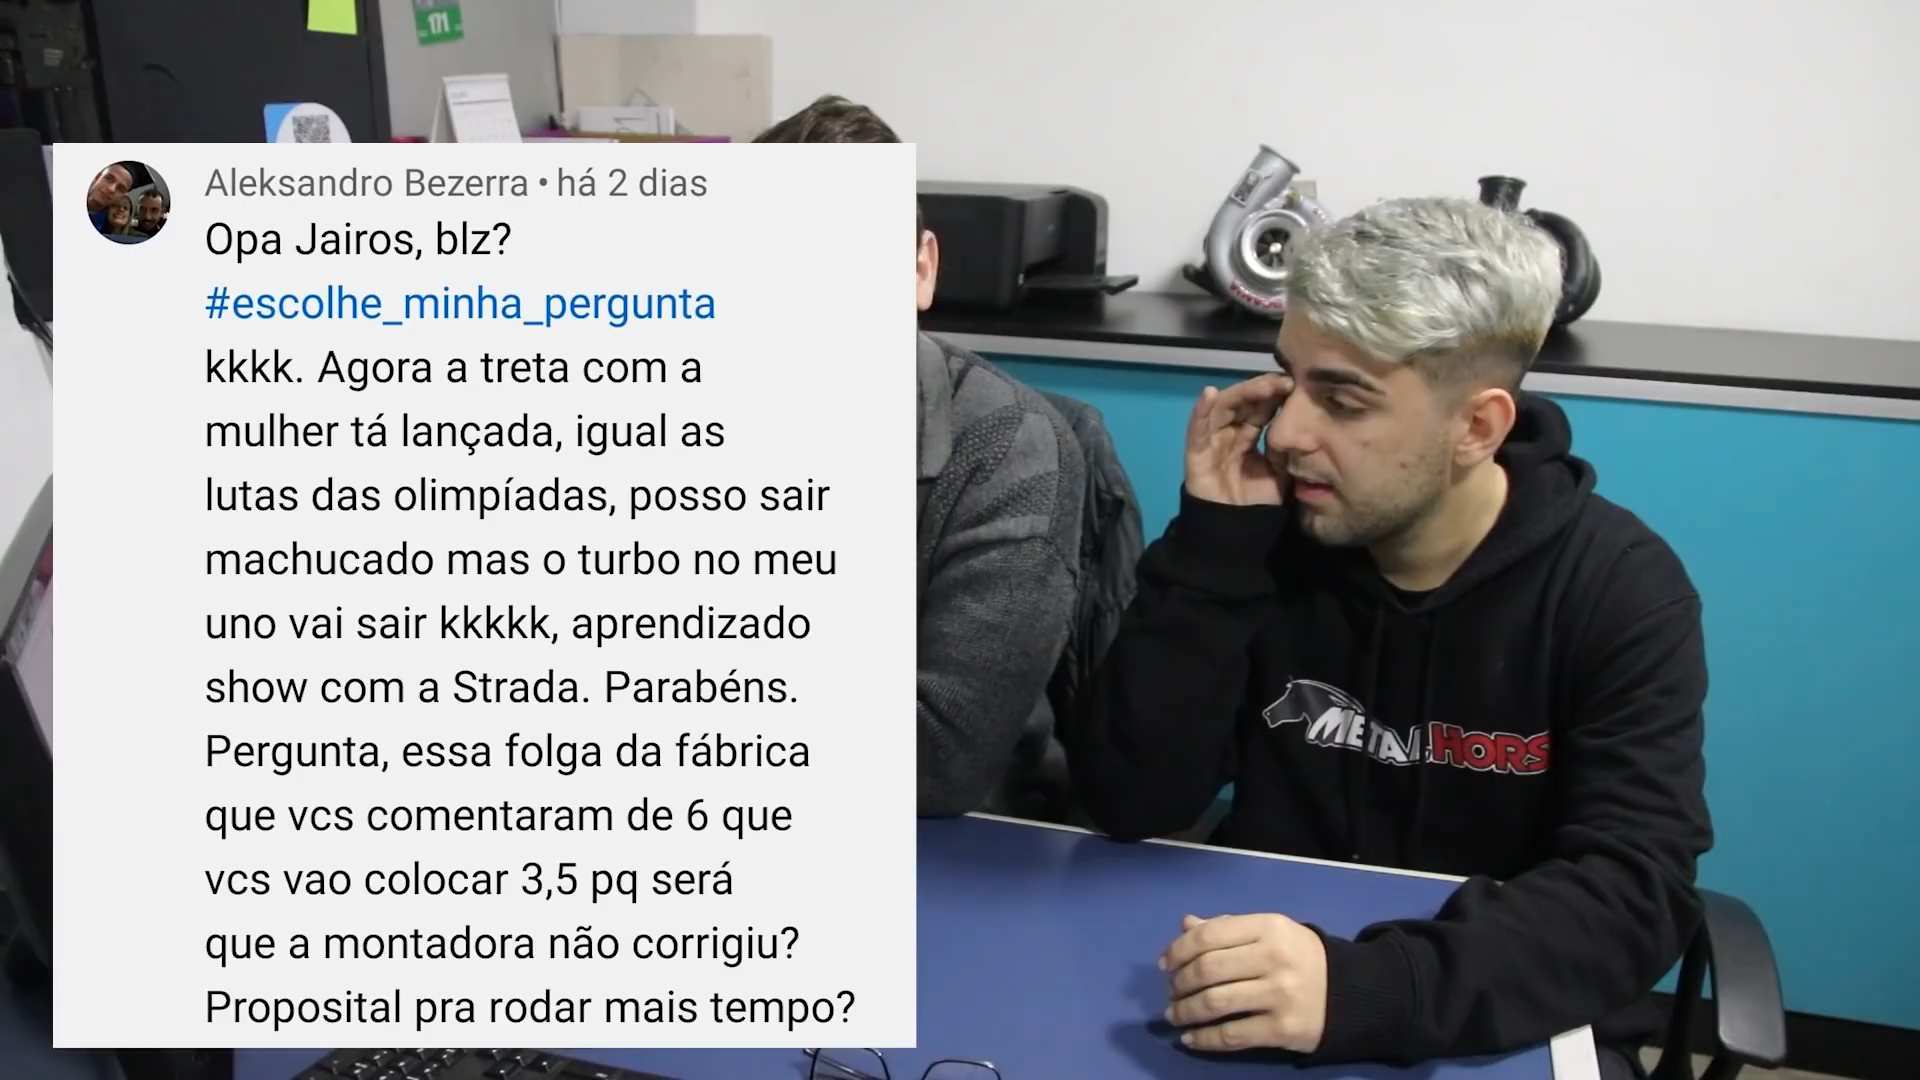 171
Aleksandro Bezerra • há 2 dias
Opa Jairos, blz?
#escolhe_minha_pergunta
kkkk. Agora a treta com a
mulher tá lançada, igual as
lutas das olimpíadas, posso sair
machucado mas o turbo no meu
uno vai sair kkkkk, aprendizado
show com a Strada. Parabéns.
Pergunta, essa folga da fábrica
que vcs comentaram de 6 que
vcs vao colocar 3,5 pq será
que a montadora não corrigiu?
Proposital pra rodar mais tempo?
METALHORS